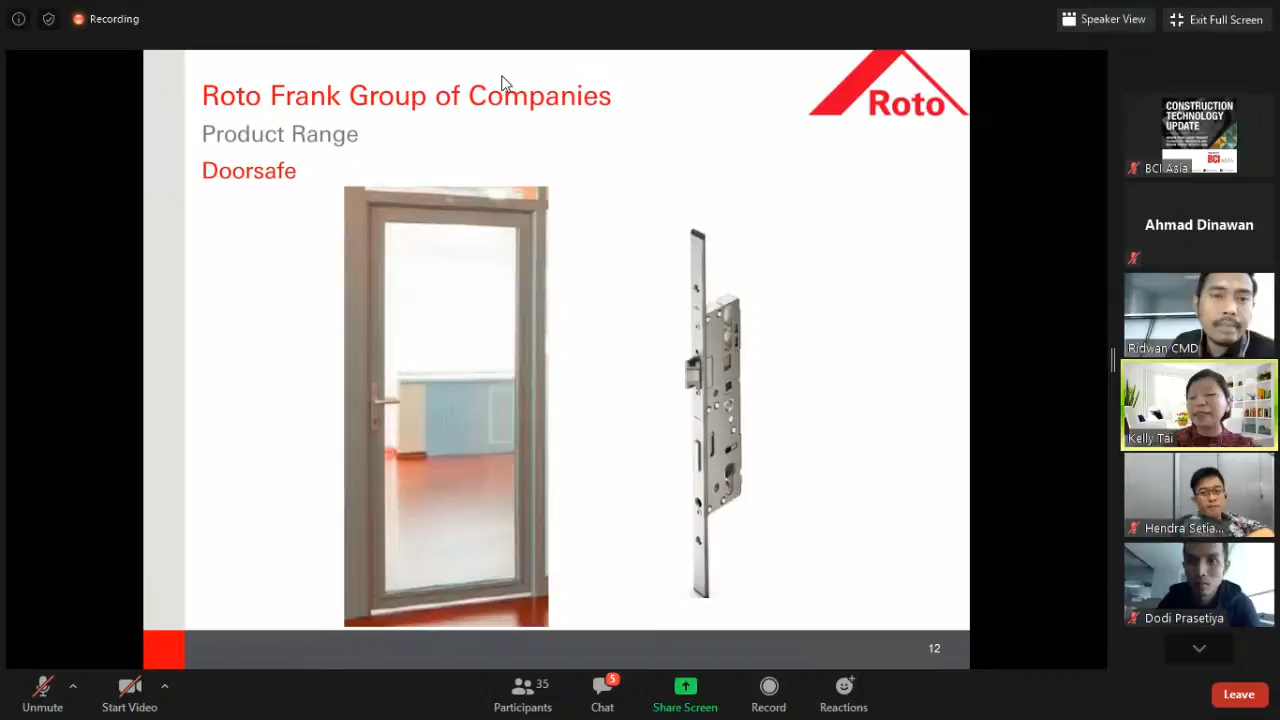 Recording
Speaker View
Exit Full Screen
Roto Frank Group of Companies
Product Range
Doorsafe
Roto
CONSTRUCTION
TECHNOLOGY
UPDATE
BCI ASIA
BCI Asia
Ahmad Dinawan
Ridwan CMD
Kelly Tai
Hendra Setia...
Dodi Prasetiya
12
Unmute
Start Video
35
Participants
5
Chat
Share Screen
Record
Reactions
Leave